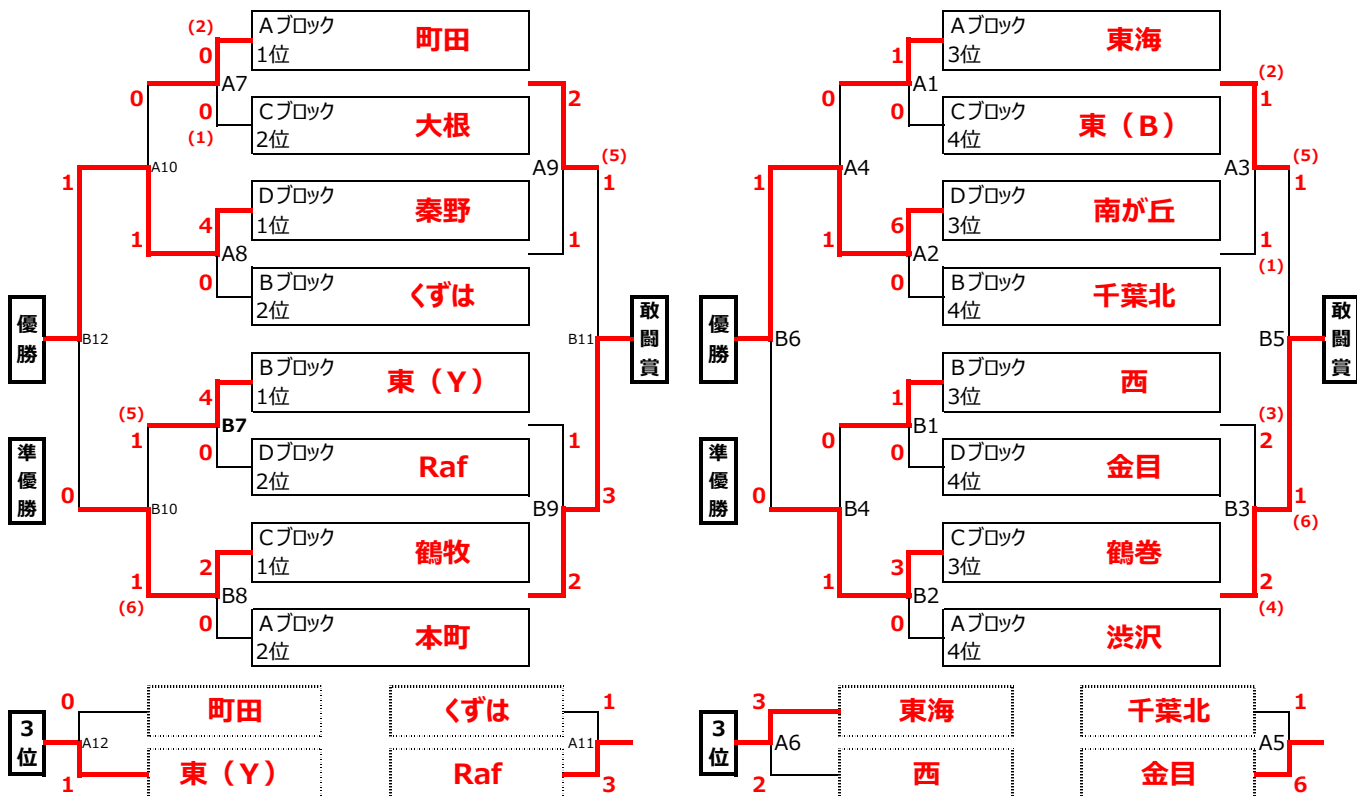 (2)
0
Aブロック
1位
町田
A7
0
(1)
Cブロック
2位
大根
0
A10
1
1
4
Dブロック
1位
秦野
A8
0
Bブロック
2位
くずは
2
A9
1
(5)
1
優勝
B12
準優勝
0
4
Bブロック
1位
東（Y）
(5)
1
B7
0
Dブロック
2位
Raf
B10
1
(6)
2
Cブロック
1位
鶴牧
B8
0
Aブロック
2位
本町
B11
敢闘賞
1
B9
3
2
3位
0
町田
A12
1
東（Y）
くずは
1
A11
Raf
3
1
Aブロック
3位
東海
A1
0
Cブロック
4位
東（B）
0
A4
1
1
6
Dブロック
3位
南が丘
A2
0
Bブロック
4位
千葉北
(2)
1
A3
(5)
1
1
(1)
優勝
B6
準優勝
0
1
Bブロック
3位
西
0
B1
0
Dブロック
4位
金目
B4
1
3
Cブロック
3位
鶴巻
B2
0
Aブロック
4位
渋沢
B5
敢闘賞
(3)
2
B3
1
(6)
2
(4)
3位
3
東海
A6
2
西
千葉北
1
A5
金目
6